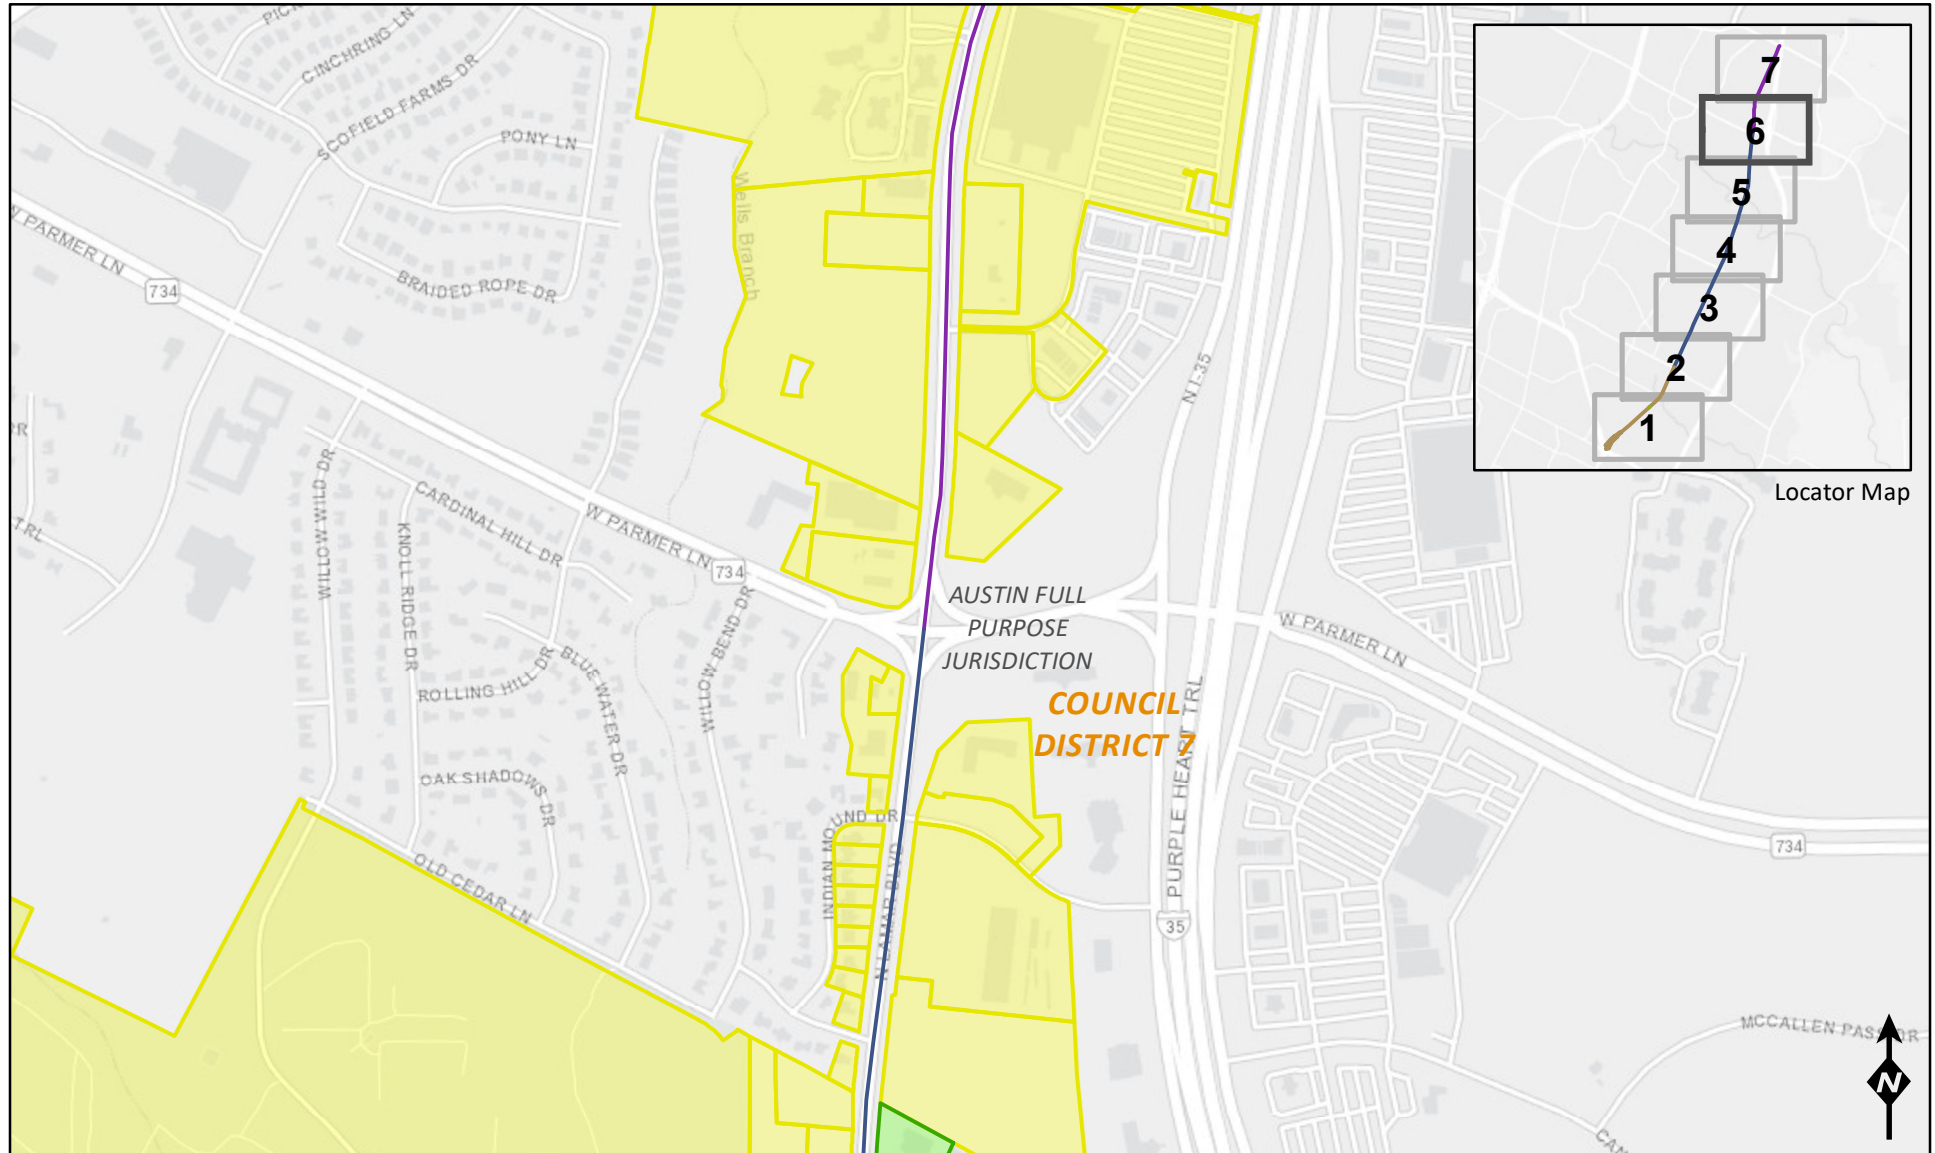 CINCHRING LN
SCOFIELD FARMS DR
PONY LN
BRAIDED ROPE DR
W PARMER LN
734
Wells Branch
N I-35
7
6
5
4
3
2
1
Locator Map
TRL
WILLOW WILD DR
CARDINAL HILL DR
KNOLL RIDGE DR
W PARMER LN
734
WILLOW BEND DR
ROLLING HILL DR
BLUE WATER DR
OAK SHADOWS DR
OLD CEDAR LN
INDIAN MOUND DR
N LAMAR BLVD
AUSTIN FULL
PURPOSE
JURISDICTION
COUNCIL
DISTRICT 7
PURPLE HEART TRL
35
W PARMER LN
734
MCCALLEN PASS DR
N